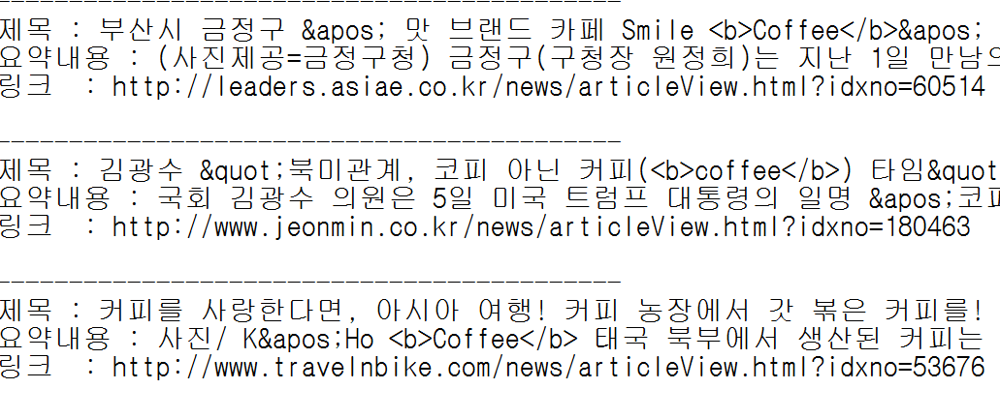 --------------------------------------------
제목 : 부산시 금정구 &apos; 맛 브랜드 카페 Smile <b>Coffee</b>&apos;
요약내용 : (사진제공=금정구청) 금정구(구청장 원정희)는 지난 1일 만남의
링크  : http://leaders.asiae.co.kr/news/articleView.html?idxno=60514
--------------------------------------------
제목 : 김광수 &quot;북미관계, 코피 아닌 커피(<b>coffee</b>) 타임&quot
요약내용 : 국회 김광수 의원은 5일 미국 트럼프 대통령의 일명 &apos;코피
링크  : http://www.jeonmin.co.kr/news/articleView.html?idxno=180463
--------------------------------------------
제목 : 커피를 사랑한다면, 아시아 여행! 커피 농장에서 갓 볶은 커피를!
요약내용 : 사진/ K&apos;Ho <b>Coffee</b> 태국 북부에서 생산된 커피는
링크  : http://www.travelnbike.com/news/articleView.html?idxno=53676